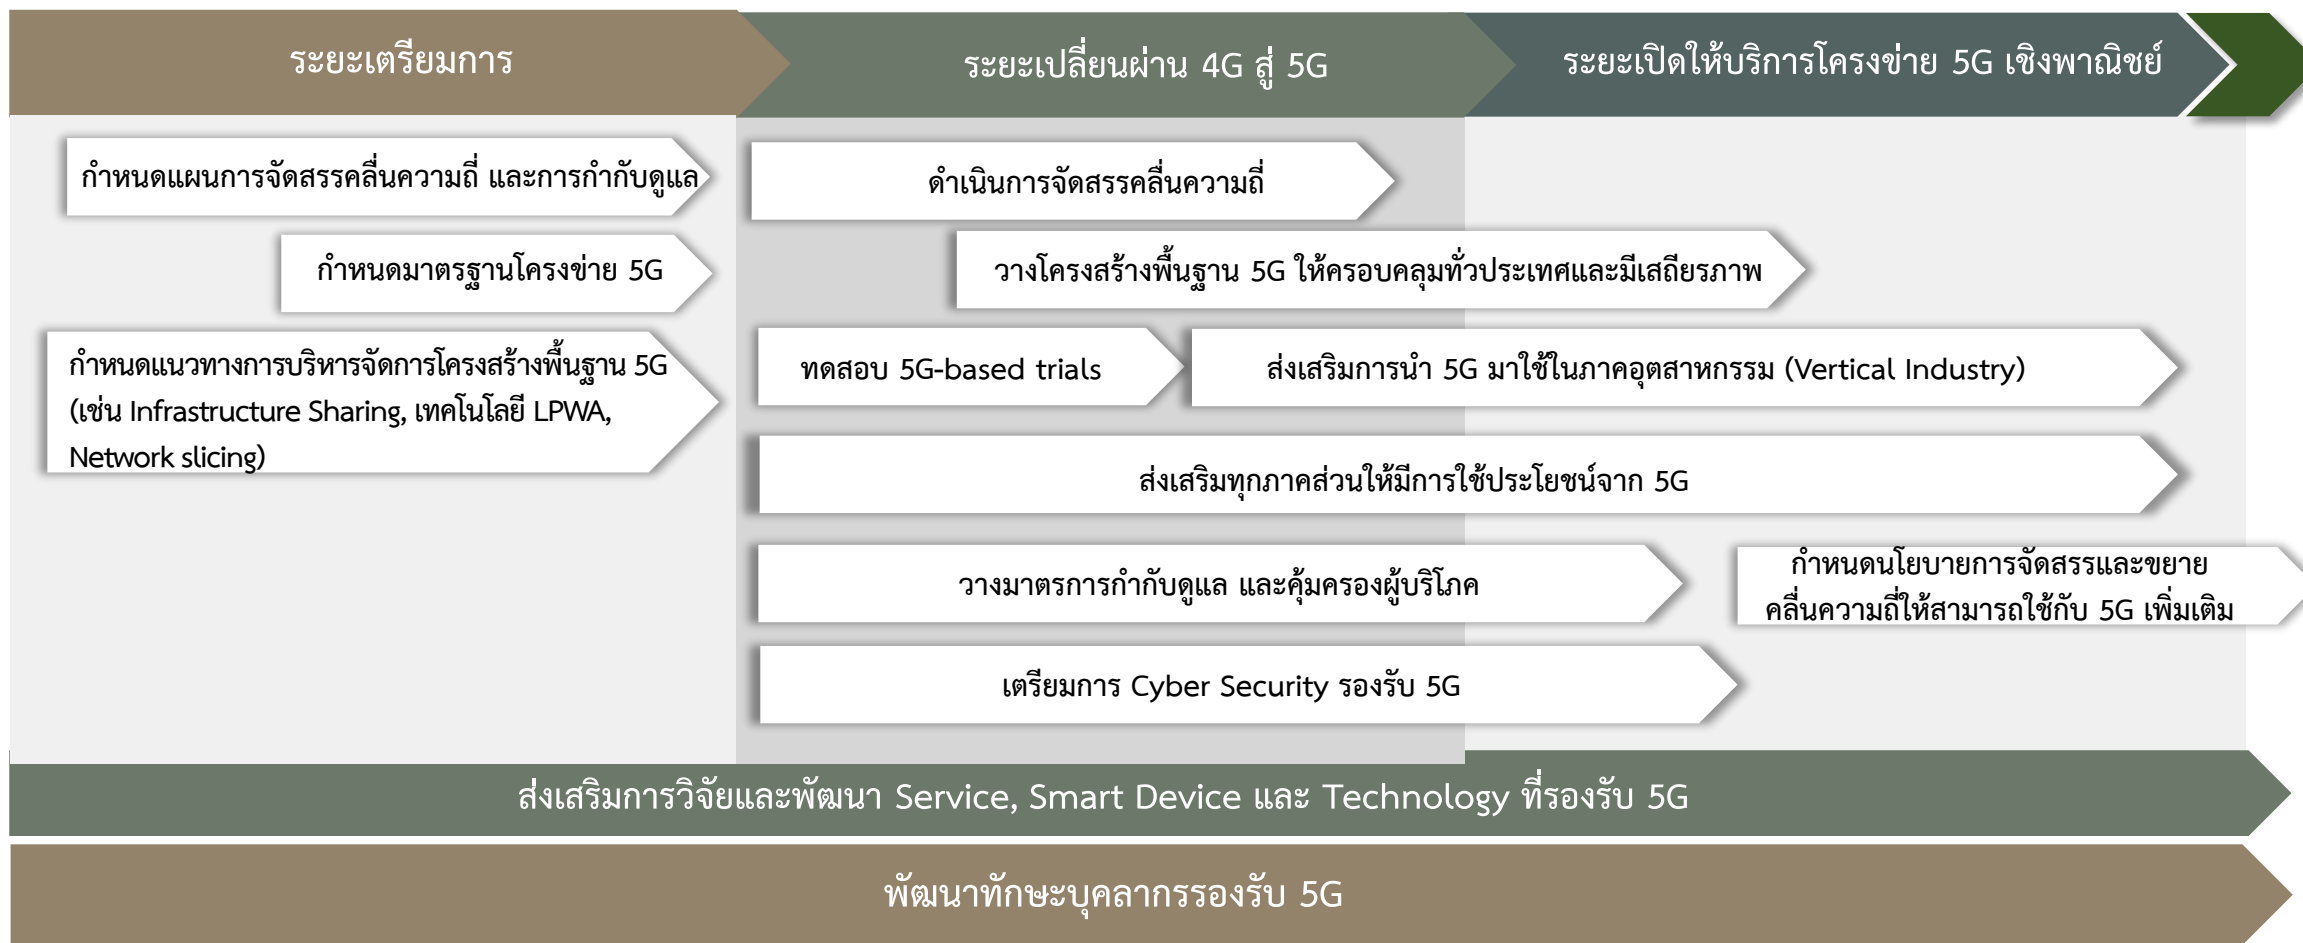 ระยะเตรียมการ
ระยะเปลี่ยนผ่าน 4G สู่ 5G
ระยะเปิดให้บริการโครงข่าย 5G เชิงพาณิชย์
กำหนดแผนการจัดสรรคลื่นความถี่ และการกำกับดูแล
ดำเนินการจัดสรรคลื่นความถี่
กำหนดมาตรฐานโครงข่าย 5G
วางโครงสร้างพื้นฐาน 5G ให้ครอบคลุมทั่วประเทศและมีเสถียรภาพ
กำหนดแนวทางการบริหารจัดการโครงสร้างพื้นฐาน 5G
(เช่น Infrastructure Sharing, เทคโนโลยี LPWA,
Network slicing)
ทดสอบ 5G-based trials
ส่งเสริมการนำ 5G มาใช้ในภาคอุตสาหกรรม (Vertical Industry)
ส่งเสริมทุกภาคส่วนให้มีการใช้ประโยชน์จาก 5G
วางมาตรการกำกับดูแล และคุ้มครองผู้บริโภค
กำหนดนโยบายการจัดสรรและขยาย
คลื่นความถี่ให้สามารถใช้กับ 5G เพิ่มเติม
เตรียมการ Cyber Security รองรับ 5G
ส่งเสริมการวิจัยและพัฒนา Service, Smart Device และ Technology ที่รองรับ 5G
พัฒนาทักษะบุคลากรรองรับ 5G